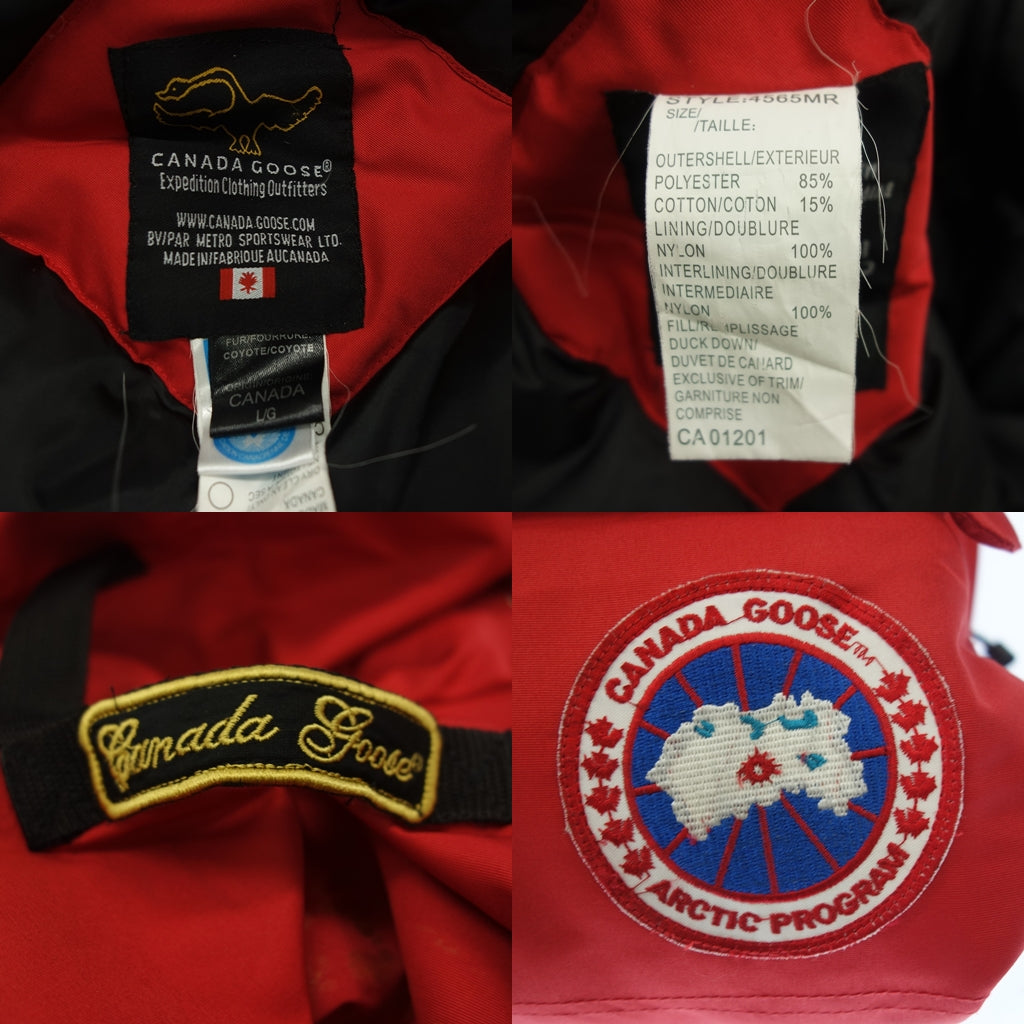 CANADA GOOSE®
Expedition Clothing Outfitters
WWW.CANADA.GOOSE.COM
BY/PAR METRO SPORTSWEAR LTD.
MADE IN/FABRIQUE AU CANADA
FUR/FOURRURE
COYOTE/COYOTE
CANADA
L/G
STYLE:4565MR
SIZE/
/TAILLE:
OUTERSHELL/EXTERIEUR
POLYESTER 85%
COTTON/COTON 15%
LINING/DOUBLURE
NYLON 100%
INTERLINING/DOUBLURE
INTERMEDIAIRE
NYLON 100%
FILL/REMPLISSAGE
DUCK DOWN/
DUVET DE CANARD
EXCLUSIVE OF TRIM/
GARNITURE NON
COMPRISE
CA 01201
Canada Goose®
CANADA GOOSE TM
ARCTIC PROGRAM